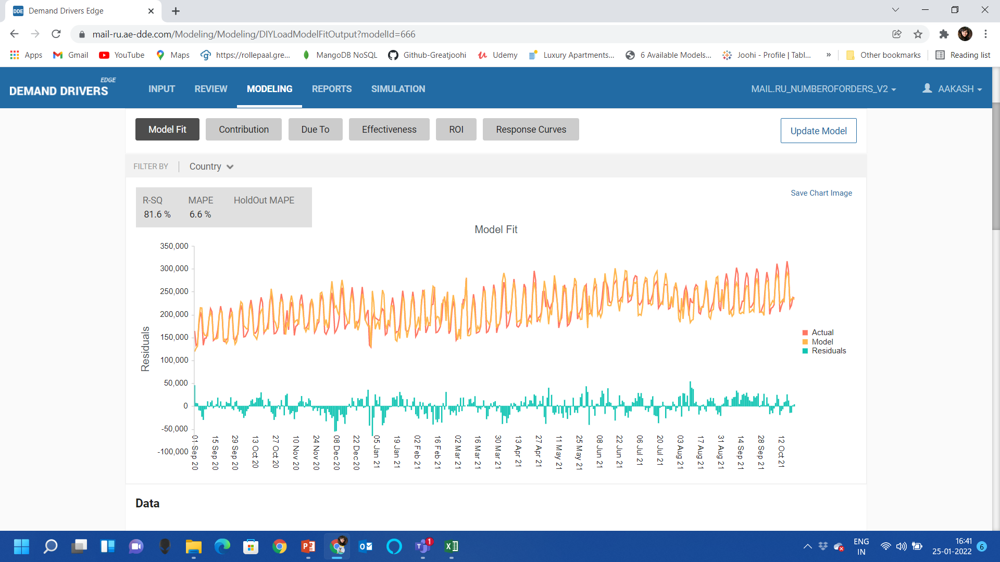 DDE Demand Drivers Edge
mail-ru.ae-dde.com/Modeling/Modeling/DIYLoadModelFitOutput?modelId=666
Apps Gmail YouTube Maps https://rollepaal.gre... MangoDB NoSQL Github-Greatjoohi Udemy Luxury Apartments... 6 Available Models... Joohi - Profile | Tabl... » Other bookmarks Reading list
EDGE
DEMAND DRIVERS
INPUT REVIEW MODELING REPORTS SIMULATION MAIL.RU_NUMBEROFORDERS_V2 AAKASH
Model Fit Contribution Due To Effectiveness ROI Response Curves Update Model
FILTER BY Country
R-SQ MAPE HoldOut MAPE
81.6 % 6.6 %
Save Chart Image
Model Fit
350,000
300,000
250,000
200,000
150,000
100,000
50,000
0
-50,000
-100,000
Residuals
Actual
Model
Residuals
01 Sep 20
15 Sep 20
29 Sep 20
13 Oct 20
27 Oct 20
10 Nov 20
24 Nov 20
08 Dec 20
22 Dec 20
05 Jan 21
19 Jan 21
02 Feb 21
16 Feb 21
02 Mar 21
16 Mar 21
30 Mar 21
13 Apr 21
27 Apr 21
11 May 21
25 May 21
08 Jun 21
22 Jun 21
06 Jul 21
20 Jul 21
03 Aug 21
17 Aug 21
31 Aug 21
14 Sep 21
28 Sep 21
12 Oct 21
Data
1
ENG
IN
16:41
25-01-2022
6